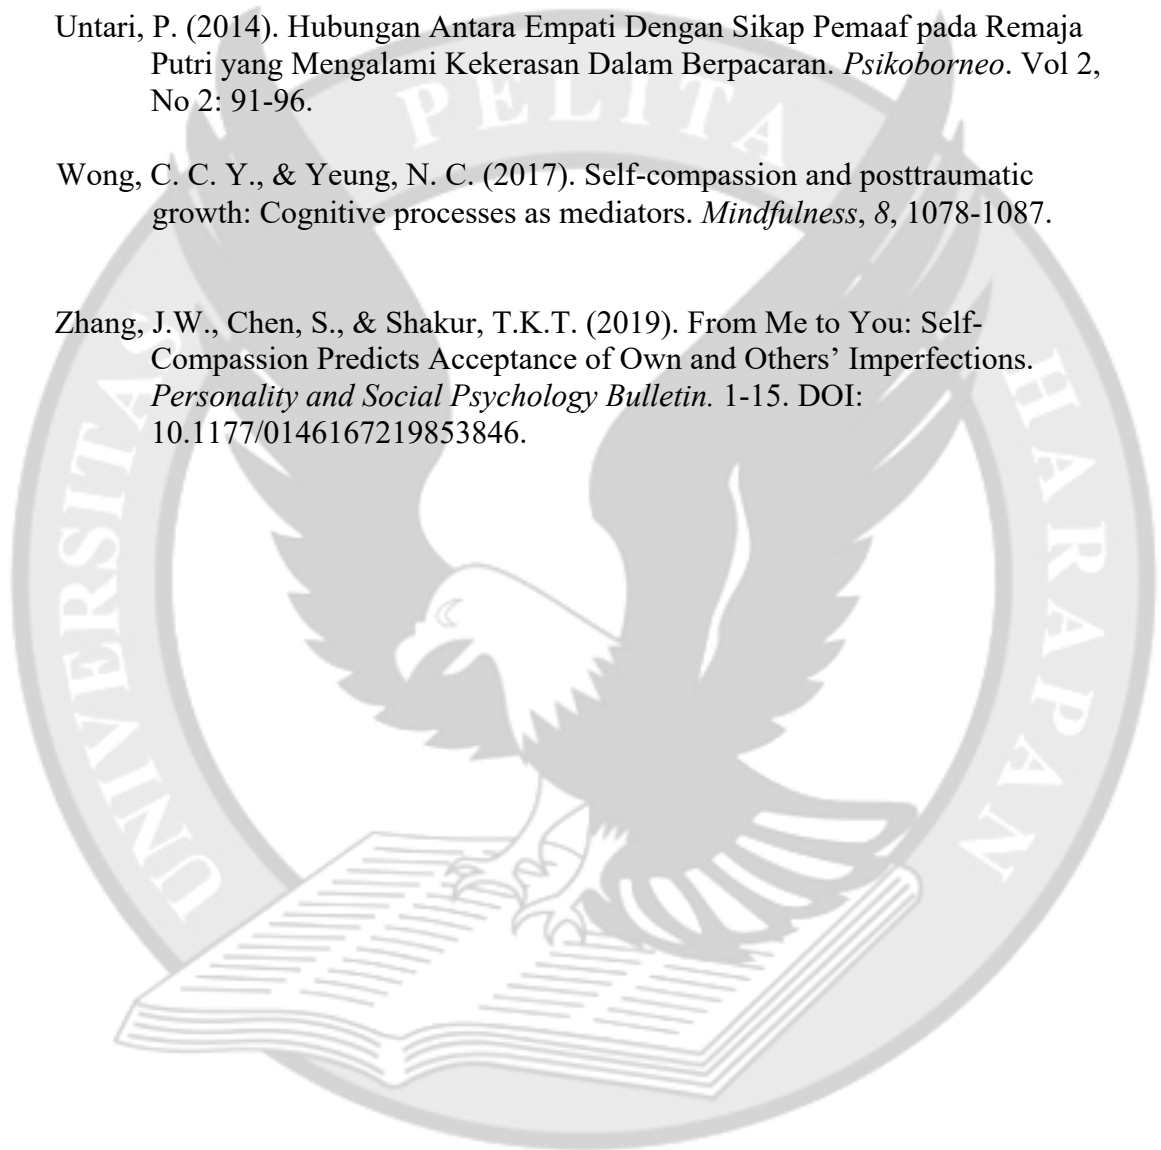 Untari, P. (2014). Hubungan Antara Empati Dengan Sikap Pemaaf pada Remaja
Putri yang Mengalami Kekerasan Dalam Berpacaran. Psikoborneo. Vol 2,
No 2: 91-96.
Wong, C. C. Y., & Yeung, N. C. (2017). Self-compassion and posttraumatic
growth: Cognitive processes as mediators. Mindfulness, 8, 1078-1087.
Zhang, J.W., Chen, S., & Shakur, T.K.T. (2019). From Me to You: Self-
Compassion Predicts Acceptance of Own and Others’ Imperfections.
Personality and Social Psychology Bulletin. 1-15. DOI:
10.1177/0146167219853846.
UNIVERSITAS PELITA HARAPAN